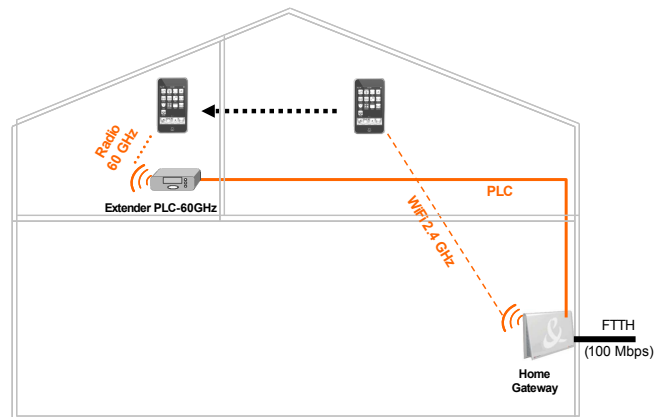 Radio
60 GHz
Extender PLC-60GHz
PLC
WiFi 2.4 GHz
&
FTTH
(100 Mbps)
Home
Gateway